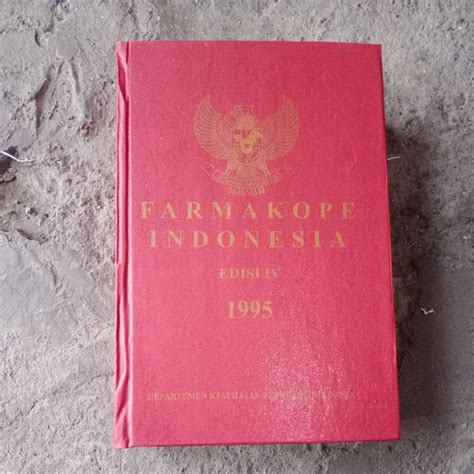 FARMAKOPE
INDONESIA
EDISI IV
1995
DEPARTEMEN KESEHATAN REPUBLIK INDONESIA